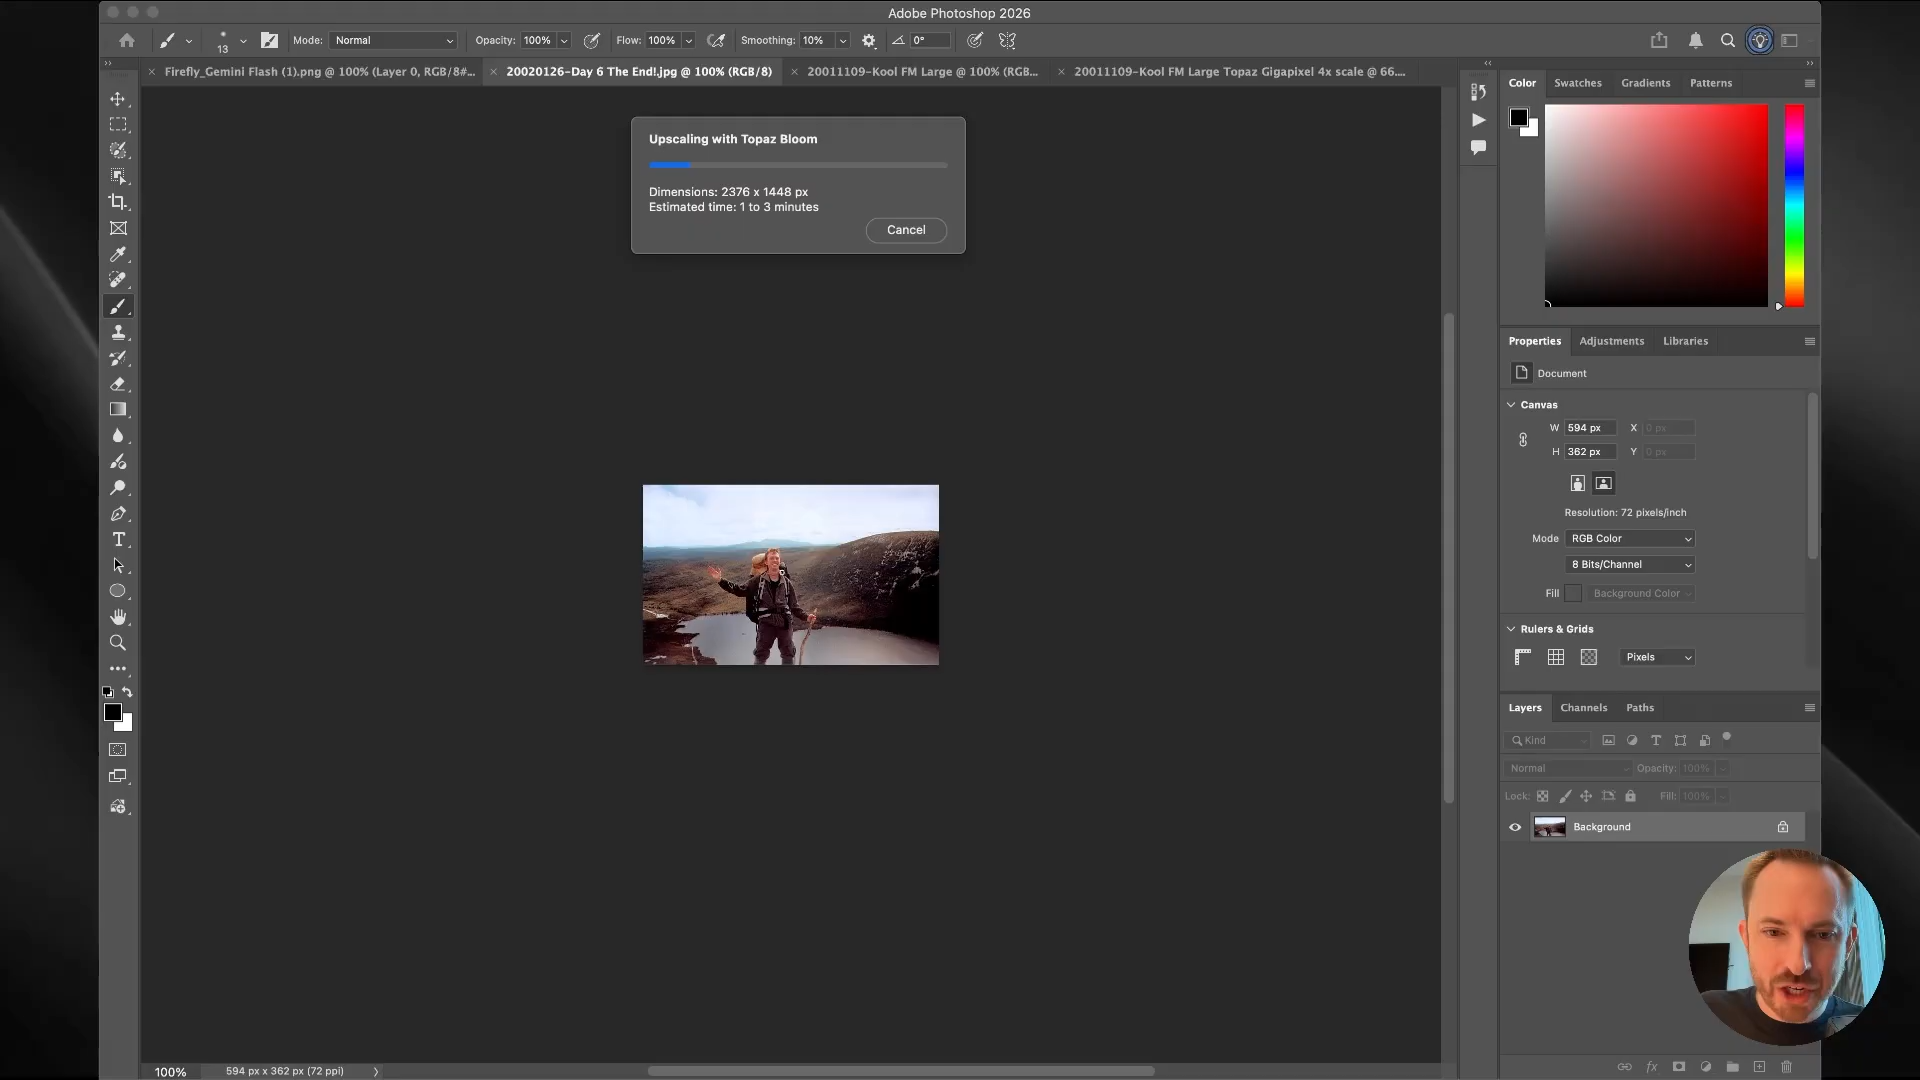 Adobe Photoshop 2026
13
Mode: Normal
Opacity: 100%
Flow: 100%
Smoothing: 10%
0°
Firefly_Gemini Flash (1).png @ 100% (Layer 0, RGB/8#...
20020126-Day 6 The End!.jpg @ 100% (RGB/8)
20011109-Kool FM Large @ 100% (RGB...
20011109-Kool FM Large Topaz Gigapixel 4x scale @ 66....
Upscaling with Topaz Bloom
Dimensions: 2376 x 1448 px
Estimated time: 1 to 3 minutes
Cancel
Color
Swatches
Gradients
Patterns
Properties
Adjustments
Libraries
Document
Canvas
W 594 px X 0 px
H 362 px Y 0 px
Resolution: 72 pixels/inch
Mode RGB Color
8 Bits/Channel
Fill Background Color
Rulers & Grids
Pixels
Layers
Channels
Paths
Kind
Normal Opacity: 100%
Lock: Fill: 100%
Background
100%
594 px x 362 px (72 ppi)